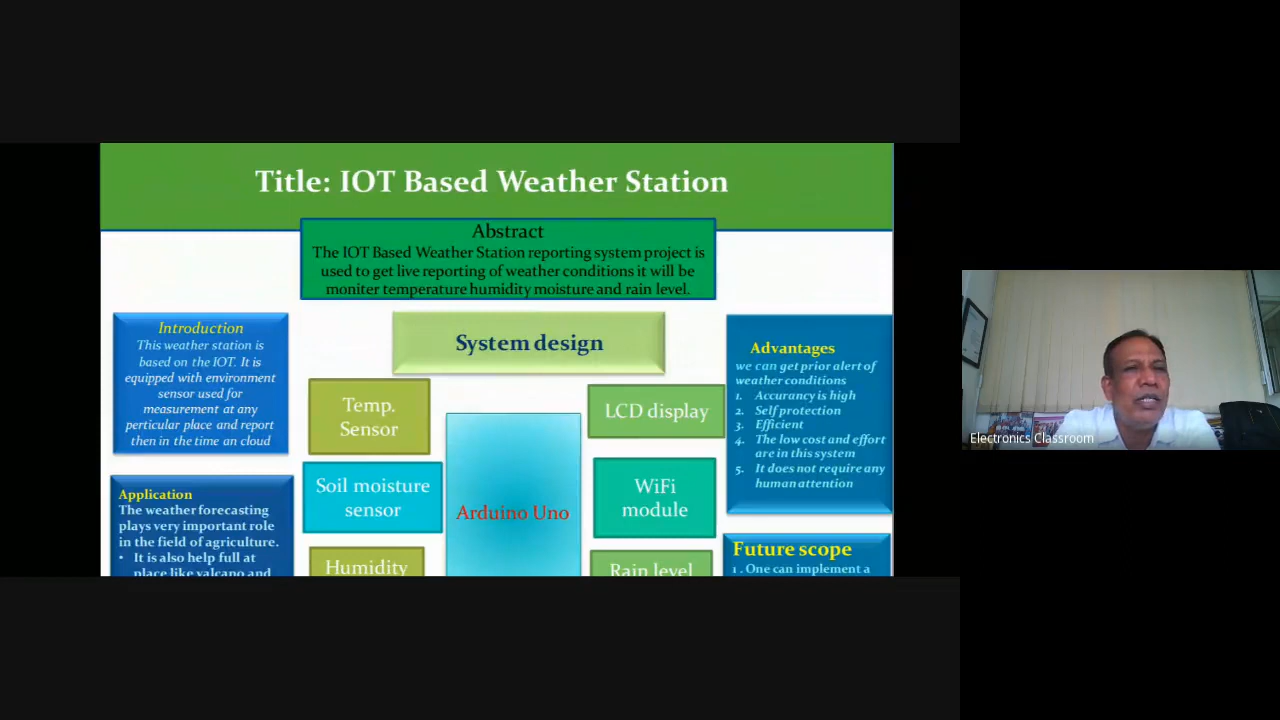 Title: IOT Based Weather Station
Abstract
The IOT Based Weather Station reporting system project is
used to get live reporting of weather conditions it will be
moniter temperature humidity moisture and rain level.
Introduction
This weather station is
based on the IOT. It is
equipped with environment
sensor used for
measurement at any
perticular place and report
then in the time an cloud
Application
The weather forecasting
plays very important role
in the field of agriculture.
• It is also help full at
place like valcano and
System design
Temp.
Sensor
Soil moisture
sensor
Humidity
Arduino Uno
LCD display
WiFi
module
Rain level
Advantages
we can get prior alert of
weather conditions
1. Accurancy is high
2. Self protection
3. Efficient
4. The low cost and effort
are in this system
5. It does not require any
human attention
Future scope
1 . One can implement a
Electronics Classroom